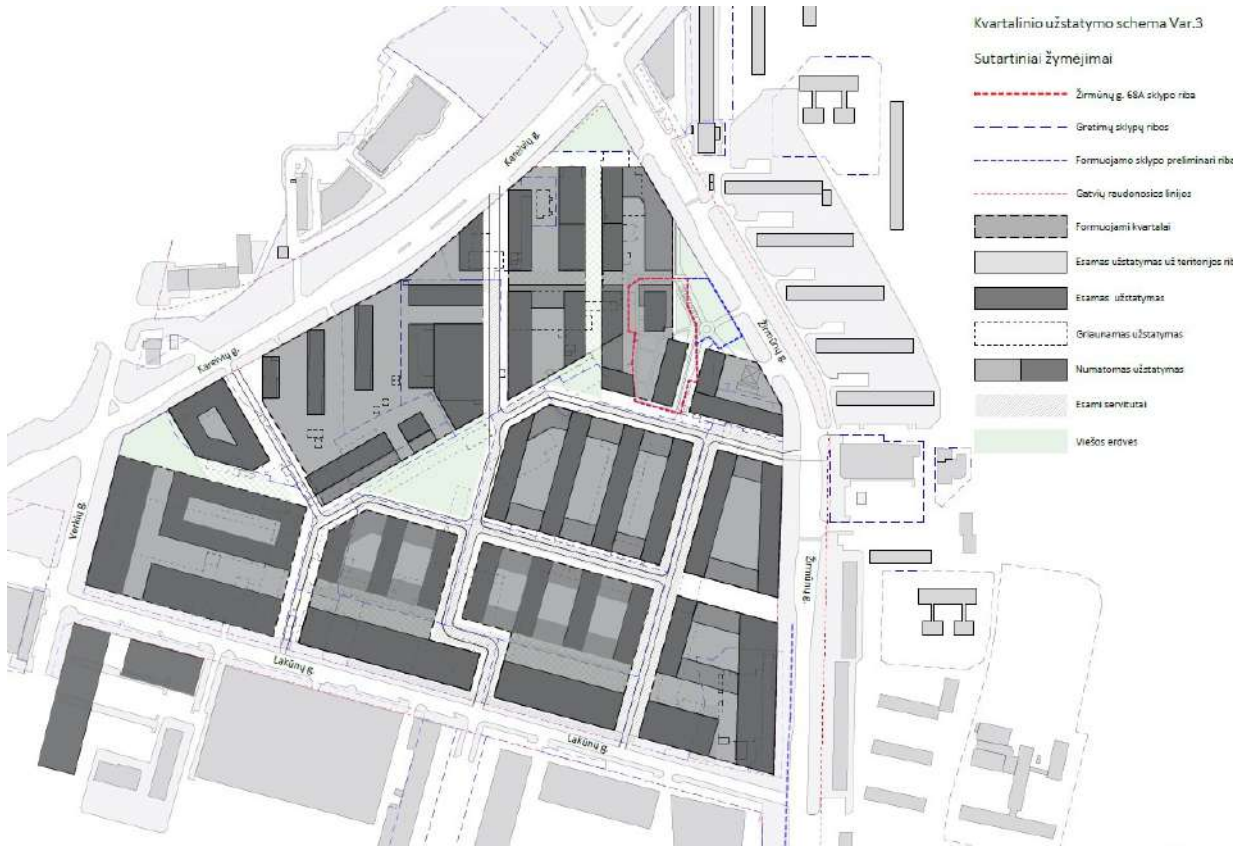 Kvartalinio užstatymo schema Var.3
Sutartiniai žymėjimai
Žirmūnų g. 68A sklypo riba
Gretimų sklypų ribos
Formuojamo sklypo preliminari riba
Gatvių raudonosios linijos
Formuojami kvartalai
Esamas užstatymas už teritorijos rib
Esamas užstatymas
Griaunamas užstatymas
Numatomas užstatymas
Esami servitutai
Viešos erdvės
Kareivių g.
Žirmūnų g.
Kareivių g.
Verkių g.
Žirmūnų g.
Lakūnų g.
Lakūnų g.